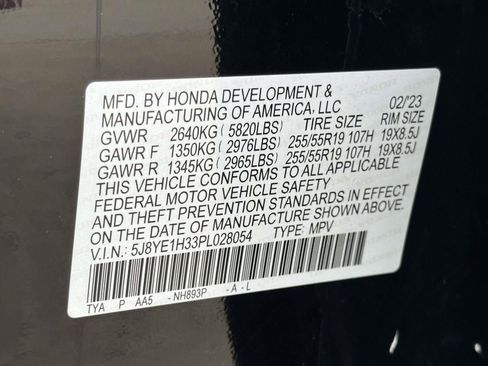 MFD. BY HONDA DEVELOPMENT &
MANUFACTURING OF AMERICA, LLC 02/'23
GVWR 2640KG (5820LBS) TIRE SIZE RIM SIZE
GAWR F 1350KG (2976LBS) 255/55R19 107H 19X8.5J
GAWR R 1345KG (2965LBS) 255/55R19 107H 19X8.5J
THIS VEHICLE CONFORMS TO ALL APPLICABLE
FEDERAL MOTOR VEHICLE SAFETY
STANDARDS IN EFFECT
ON THE DATE OF MANUFACTURE SHOWN ABOVE.
V.I.N.: 5J8YE1H33PL028054 TYPE: MPV
TYA P AA5 -NH893P -A-L